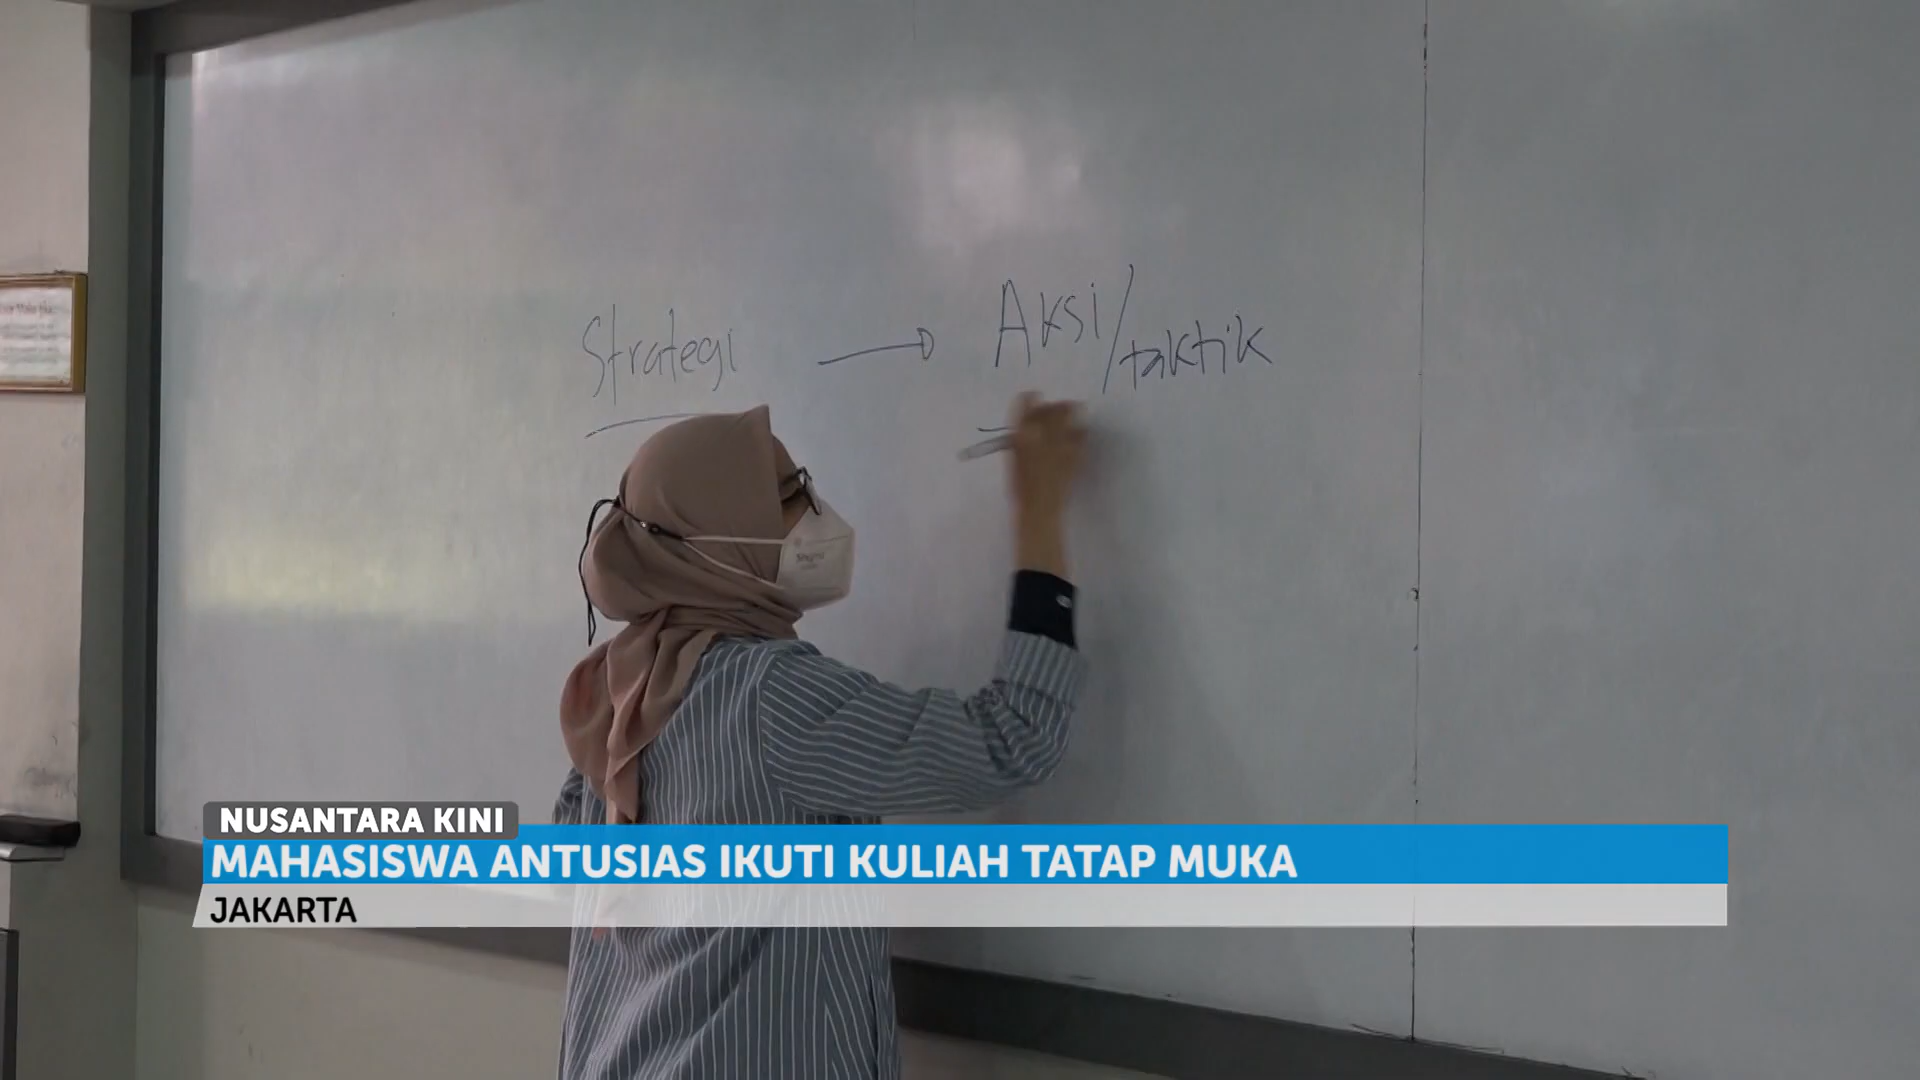 Strategi → Aksi/taktik
NUSANTARA KINI
MAHASISWA ANTUSIAS IKUTI KULIAH TATAP MUKA
JAKARTA